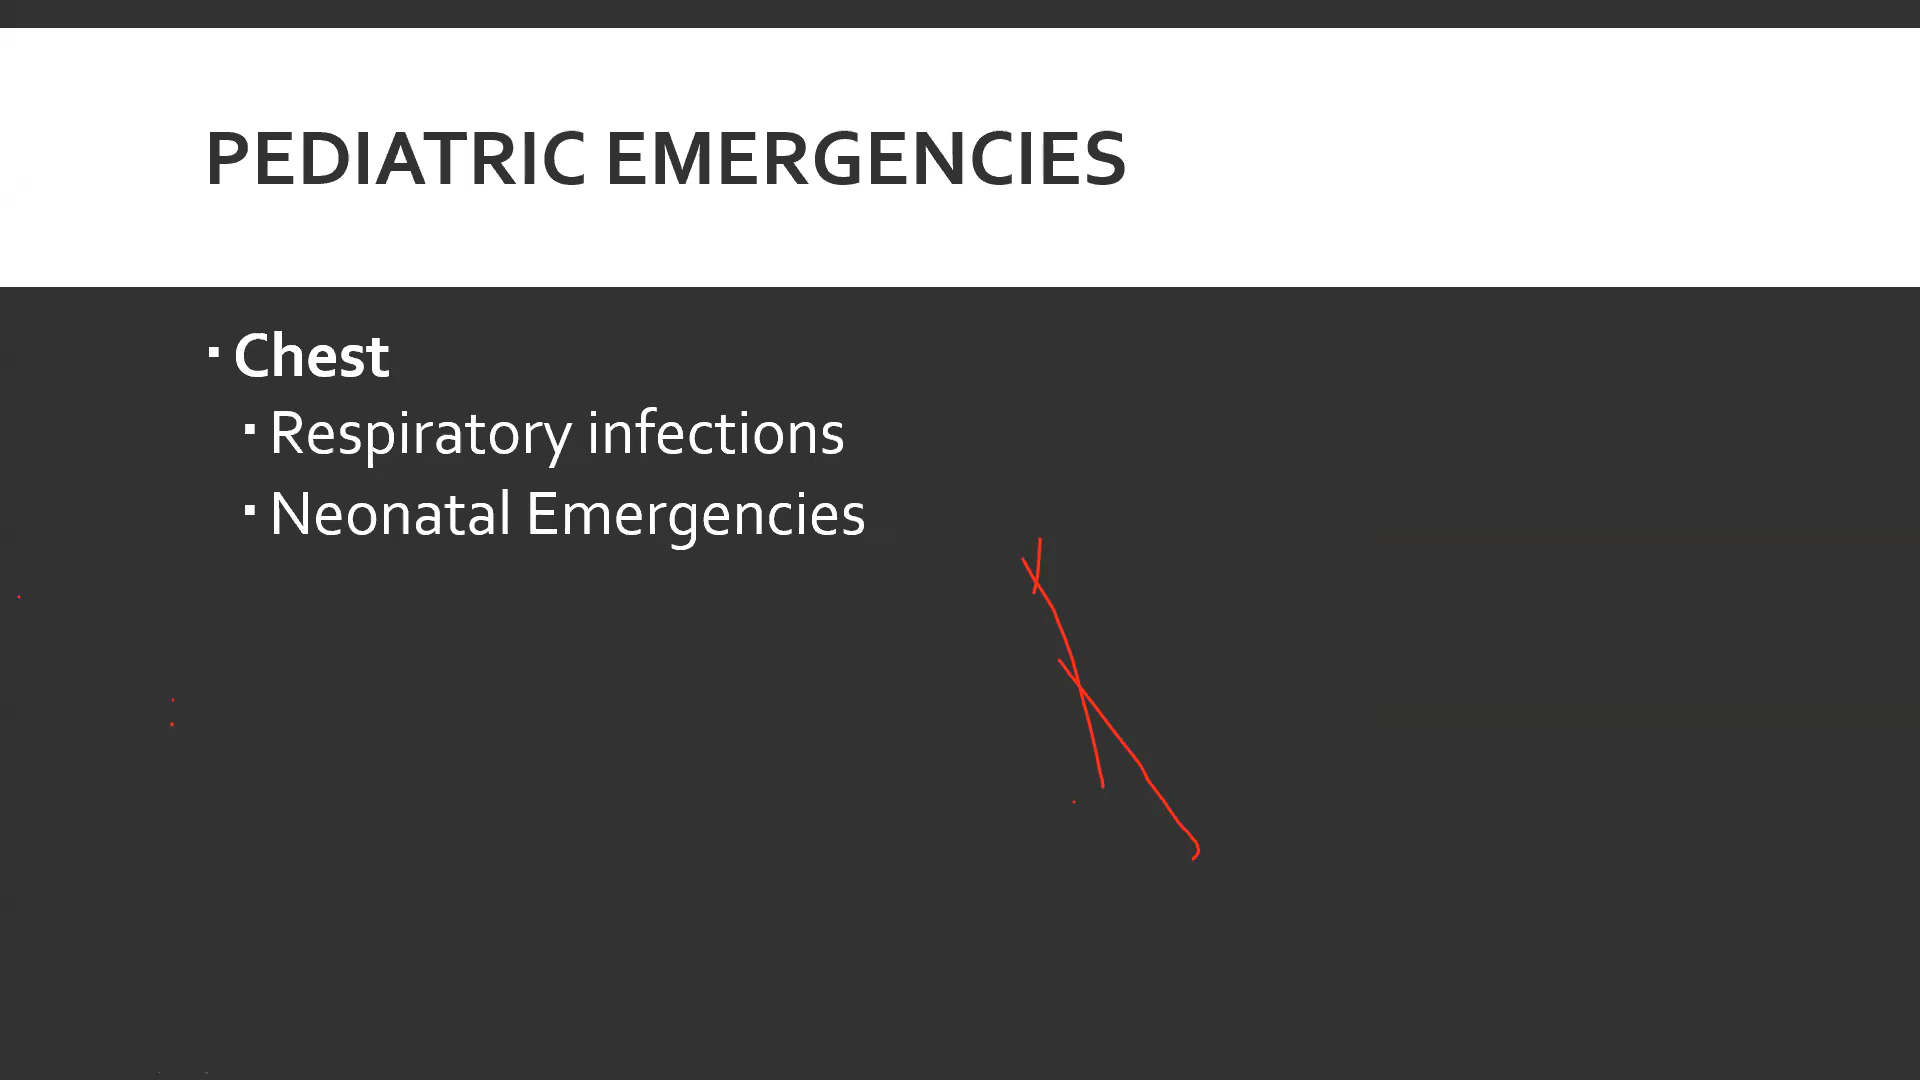 PEDIATRIC EMERGENCIES
▪ Chest
▪ Respiratory infections
▪ Neonatal Emergencies